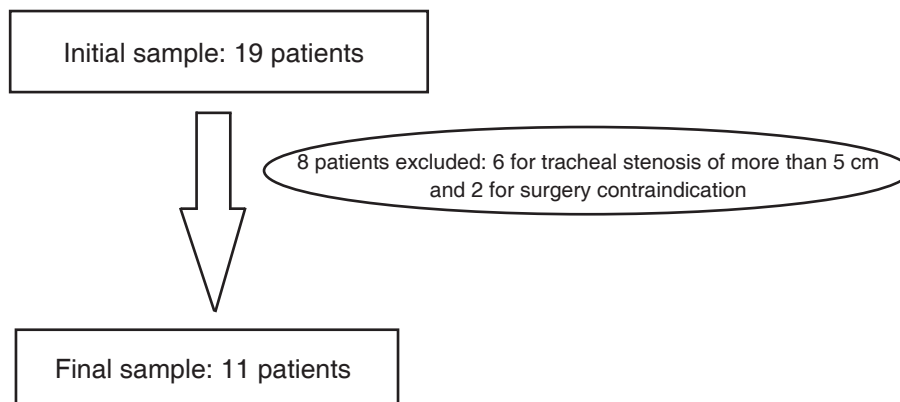 Initial sample: 19 patients
8 patients excluded: 6 for tracheal stenosis of more than 5 cm
and 2 for surgery contraindication
Final sample: 11 patients